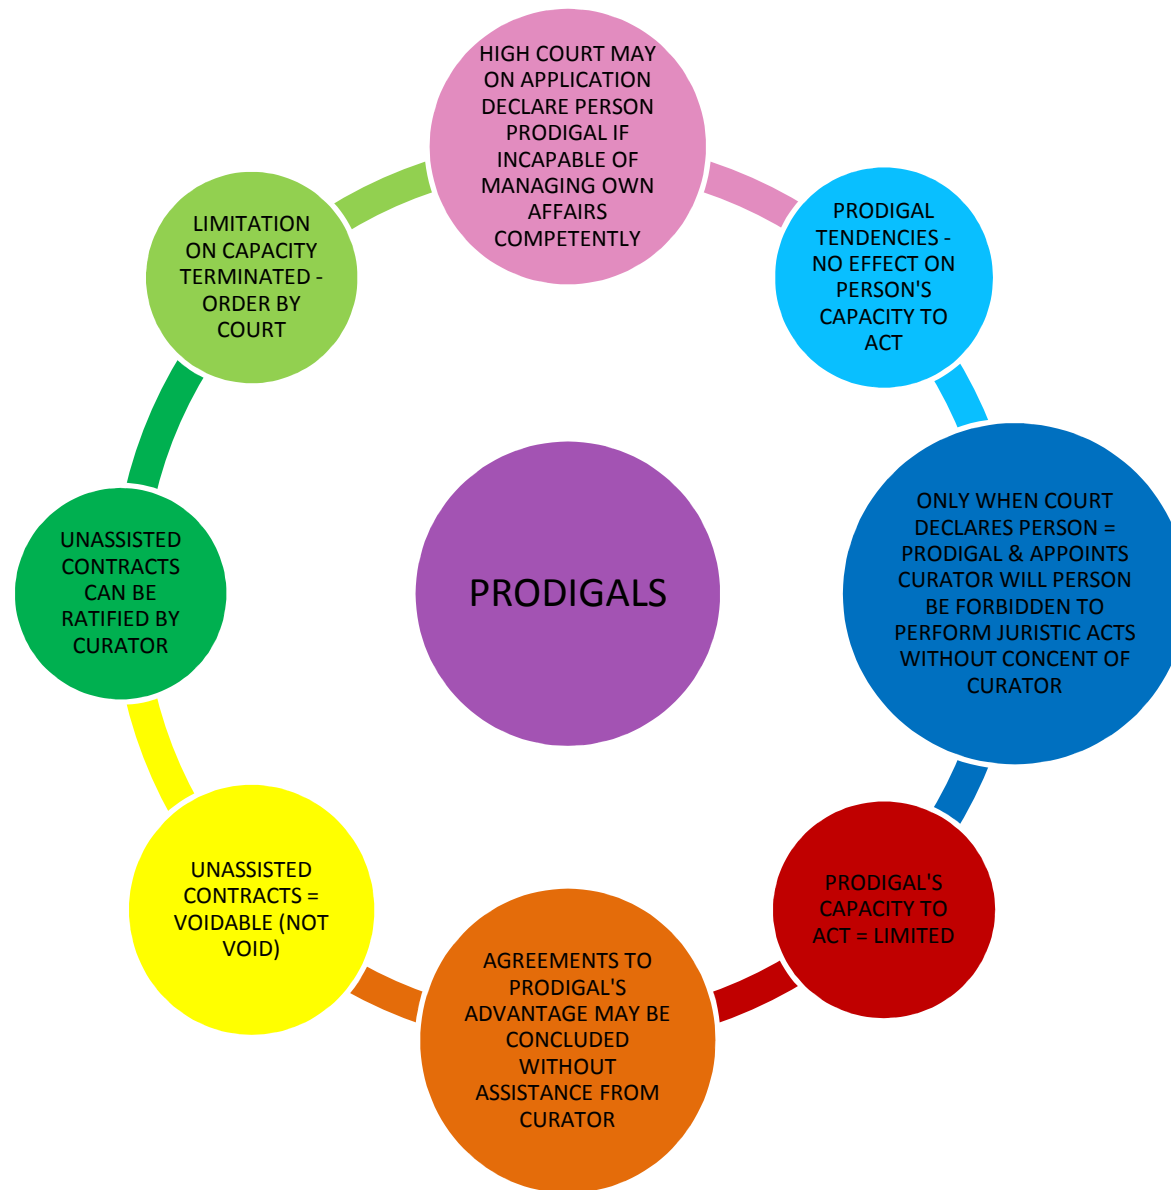 HIGH COURT MAY
ON APPLICATION
DECLARE PERSON
PRODIGAL IF
INCAPABLE OF
MANAGING OWN
AFFAIRS
COMPETENTLY
PRODIGAL
TENDENCIES -
NO EFFECT ON
PERSON'S
CAPACITY TO
ACT
ONLY WHEN COURT
DECLARES PERSON =
PRODIGAL & APPOINTS
CURATOR WILL PERSON
BE FORBIDDEN TO
PERFORM JURISTIC ACTS
WITHOUT CONCENT OF
CURATOR
PRODIGAL'S
CAPACITY TO
ACT = LIMITED
AGREEMENTS TO
PRODIGAL'S
ADVANTAGE MAY BE
CONCLUDED
WITHOUT
ASSISTANCE FROM
CURATOR
UNASSISTED
CONTRACTS =
VOIDABLE (NOT
VOID)
UNASSISTED
CONTRACTS
CAN BE
RATIFIED BY
CURATOR
LIMITATION
ON CAPACITY
TERMINATED -
ORDER BY
COURT
PRODIGALS